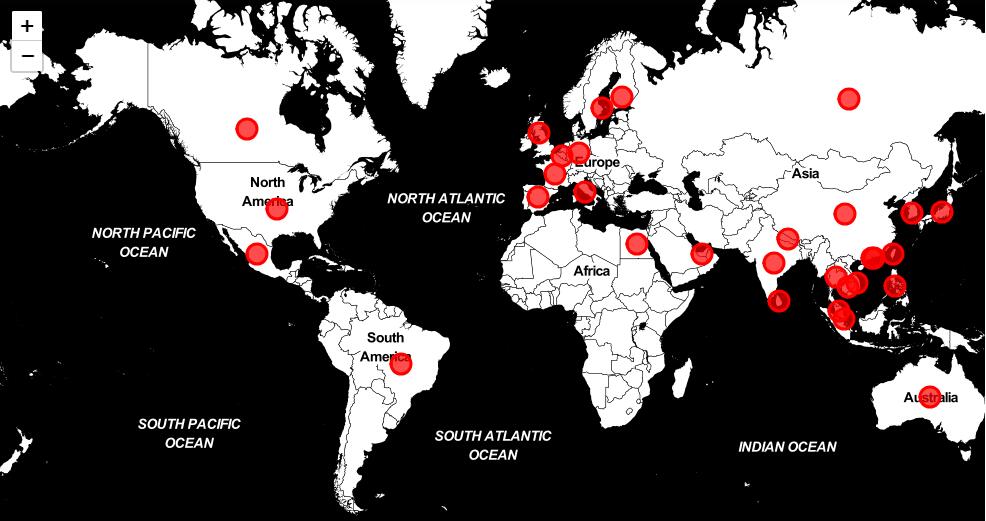 +
−
North
America
NORTH ATLANTIC
OCEAN
Europe
Asia
NORTH PACIFIC
OCEAN
Africa
South
America
Australia
SOUTH PACIFIC
OCEAN
SOUTH ATLANTIC
OCEAN
INDIAN OCEAN